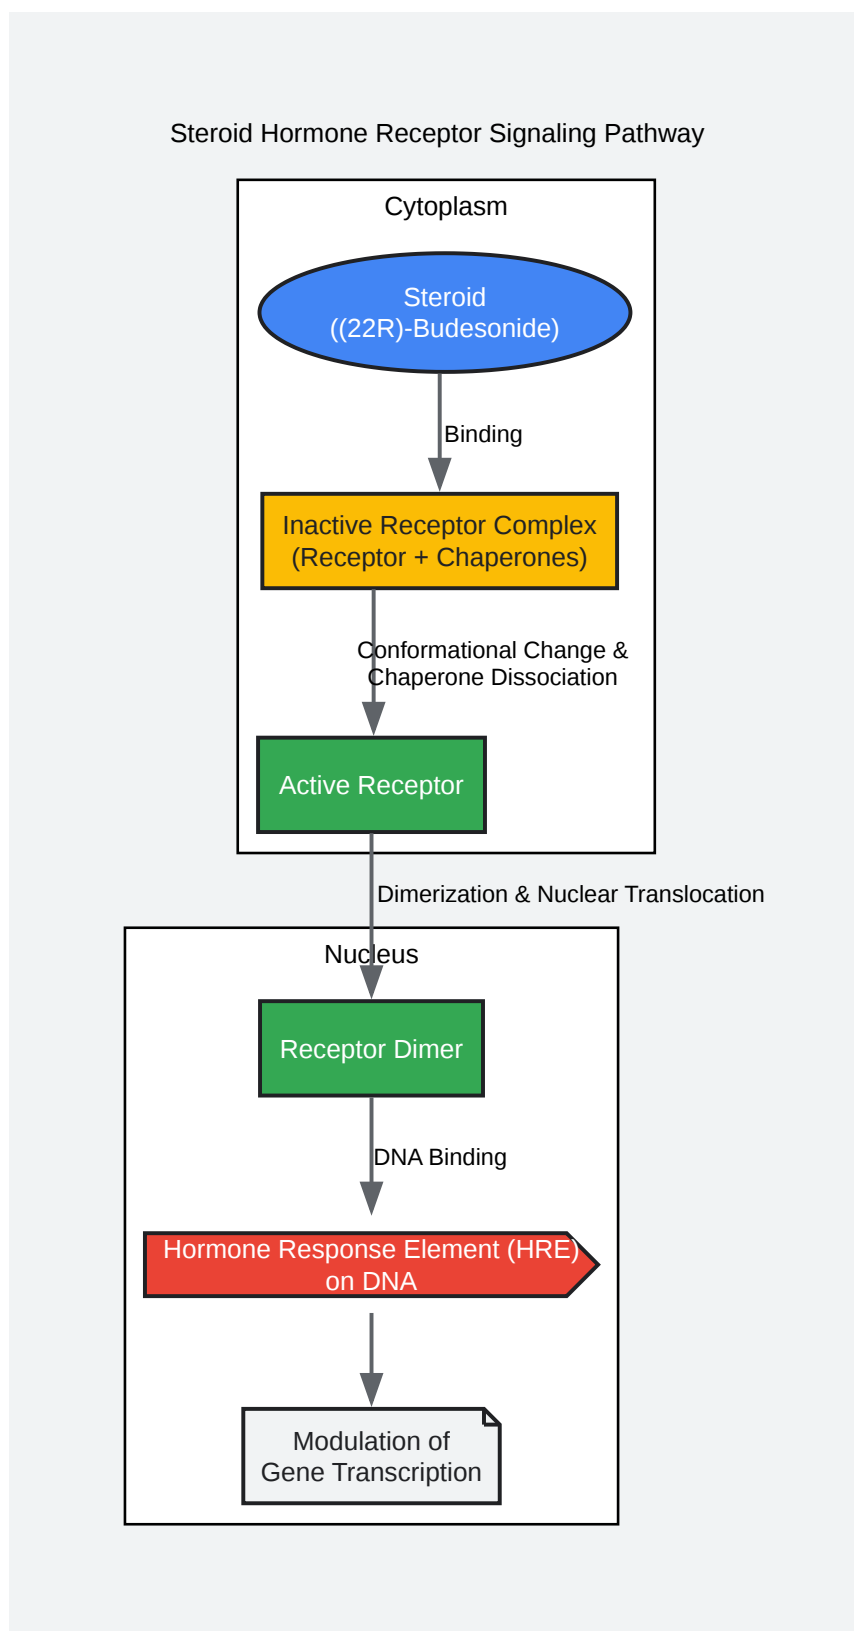 Steroid Hormone Receptor Signaling Pathway
Cytoplasm
Steroid
((22R)-Budesonide)
Binding
Inactive Receptor Complex
(Receptor + Chaperones)
Conformational Change &
Chaperone Dissociation
Active Receptor
Dimerization & Nuclear Translocation
Nucleus
Receptor Dimer
DNA Binding
Hormone Response Element (HRE)
on DNA
Modulation of
Gene Transcription